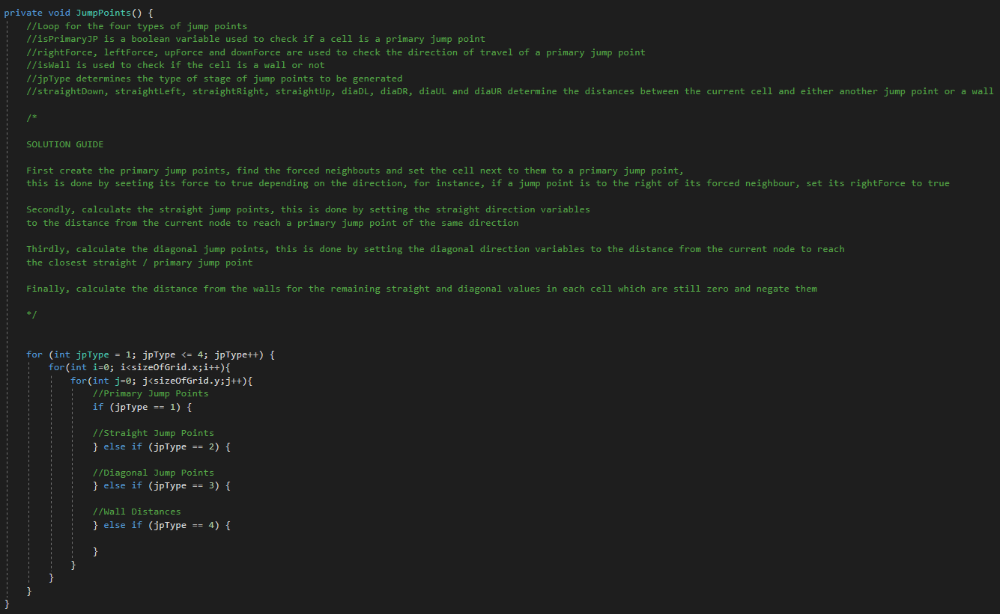 private void JumpPoints() {
//Loop for the four types of jump points
//isPrimaryJP is a boolean variable used to check if a cell is a primary jump point
//rightForce, leftForce, upForce and downForce are used to check the direction of travel of a primary jump point
//isWall is used to check if the cell is a wall or not
//jpType determines the type of stage of jump points to be generated
//straightDown, straightLeft, straightRight, straightUp, diaDL, diaDR, diaUL and diaUR determine the distances between the current cell and either another jump point or a wall
/*
SOLUTION GUIDE
First create the primary jump points, find the forced neighbouts and set the cell next to them to a primary jump point,
this is done by seeting its force to true depending on the direction, for instance, if a jump point is to the right of its forced neighbour, set its rightForce to true
Secondly, calculate the straight jump points, this is done by setting the straight direction variables
to the distance from the current node to reach a primary jump point of the same direction
Thirdly, calculate the diagonal jump points, this is done by setting the diagonal direction variables to the distance from the current node to reach
the closest straight / primary jump point
Finally, calculate the distance from the walls for the remaining straight and diagonal values in each cell which are still zero and negate them
*/
for (int jpType = 1; jpType <= 4; jpType++) {
for(int i=0; i<sizeOfGrid.x;i++){
for(int j=0; j<sizeOfGrid.y;j++){
//Primary Jump Points
if (jpType == 1) {
//Straight Jump Points
} else if (jpType == 2) {
//Diagonal Jump Points
} else if (jpType == 3) {
//Wall Distances
} else if (jpType == 4) {
}
}
}
}
}